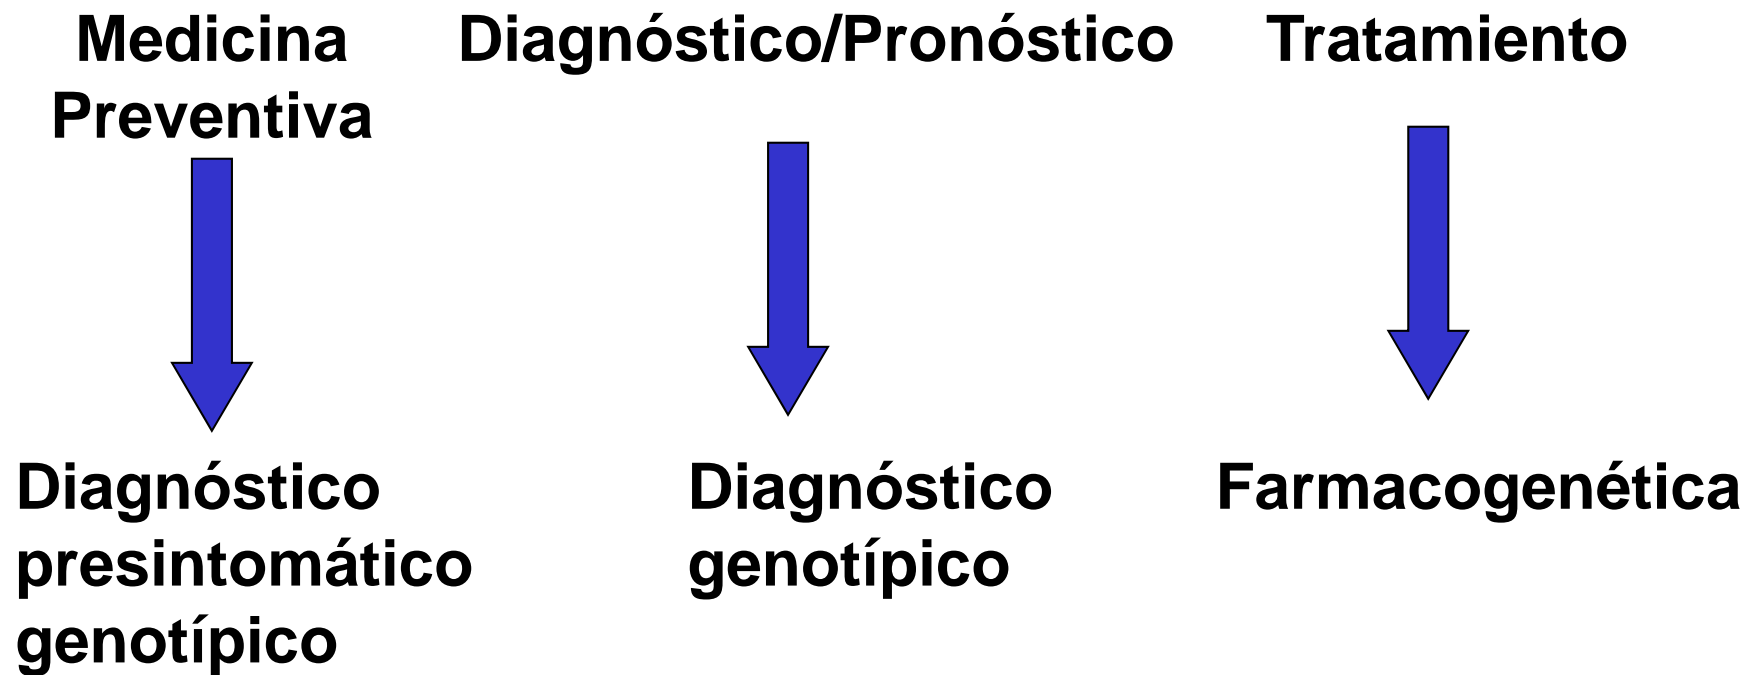 Medicina
Preventiva
Diagnóstico/Pronóstico
Tratamiento
Diagnóstico
presintomático
genotípico
Diagnóstico
genotípico
Farmacogenética